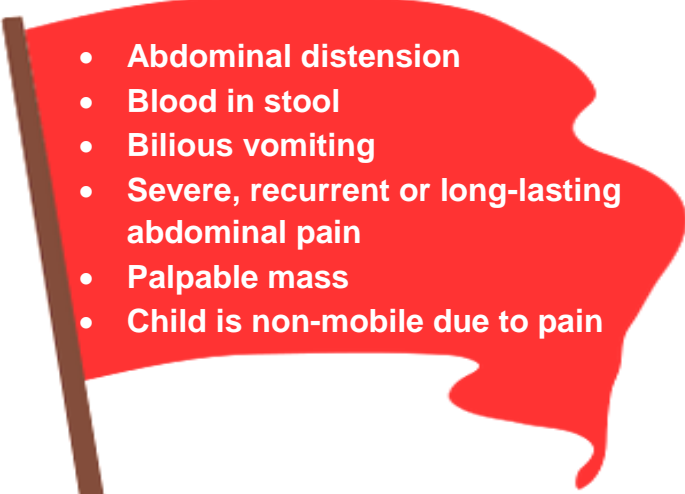 • Abdominal distension
• Blood in stool
• Bilious vomiting
• Severe, recurrent or long-lasting
abdominal pain
• Palpable mass
• Child is non-mobile due to pain